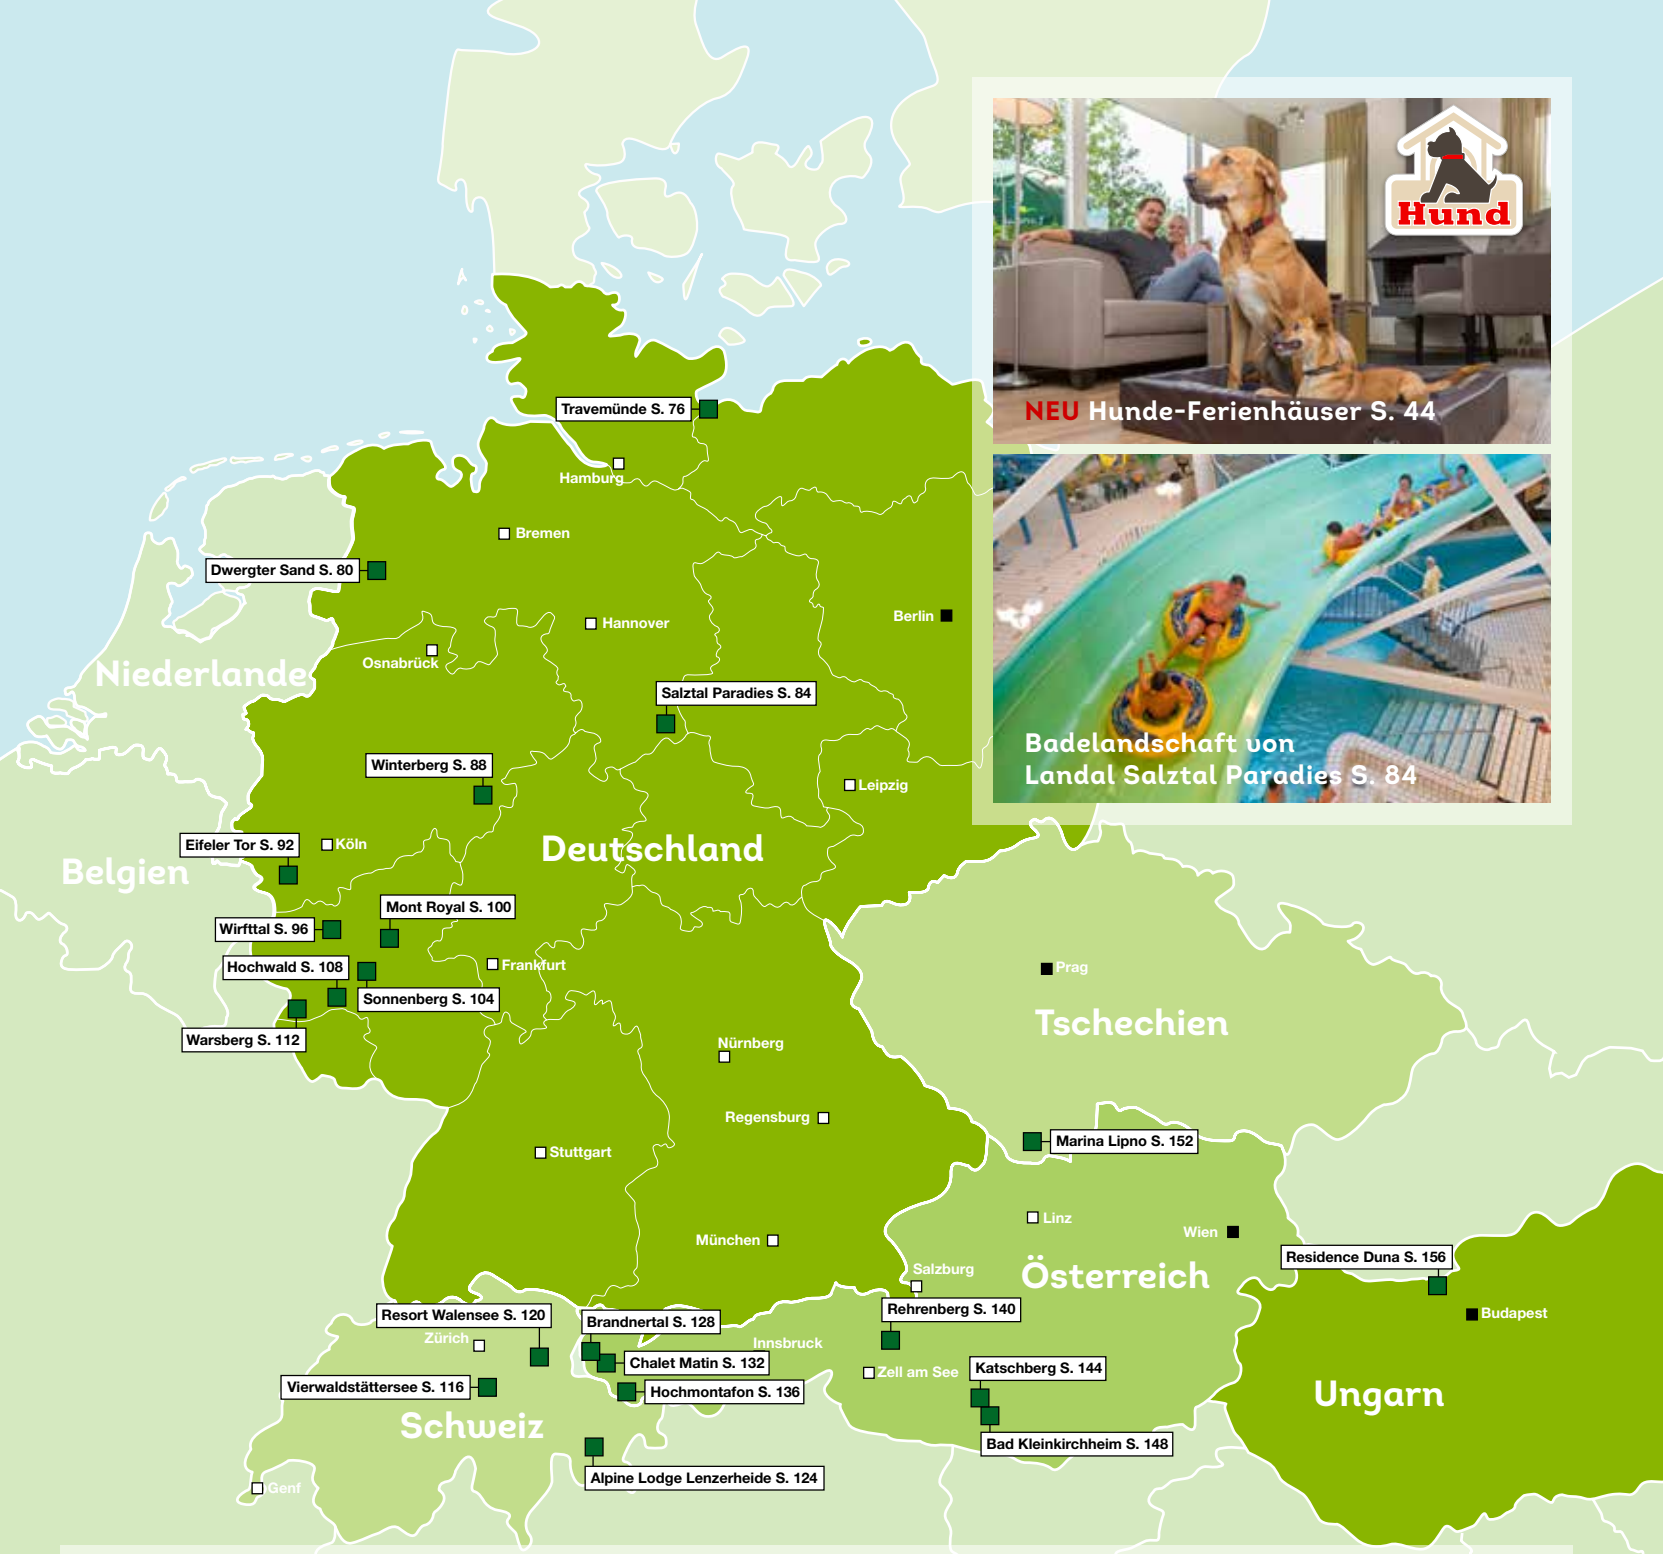 Hund
NEU Hunde-Ferienhäuser S. 44
Badelandschaft von
Landal Salztal Paradies S. 84
Travemünde S. 76
Hamburg
Bremen
Dwergter Sand S. 80
Berlin
Hannover
Osnabrück
Niederlande
Salztal Paradies S. 84
Winterberg S. 88
Leipzig
Eifeler Tor S. 92
Köln
Deutschland
Belgien
Mont Royal S. 100
Wirfttal S. 96
Hochwald S. 108
Frankfurt
Prag
Sonnenberg S. 104
Tschechien
Warsberg S. 112
Nürnberg
Regensburg
Marina Lipno S. 152
Stuttgart
Linz
Wien
München
Residence Duna S. 156
Salzburg
Österreich
Rehrenberg S. 140
Budapest
Resort Walensee S. 120
Brandnertal S. 128
Zürich
Innsbruck
Chalet Matin S. 132
Zell am See
Katschberg S. 144
Vierwaldstättersee S. 116
Hochmontafon S. 136
Ungarn
Schweiz
Bad Kleinkirchheim S. 148
Alpine Lodge Lenzerheide S. 124
Genf